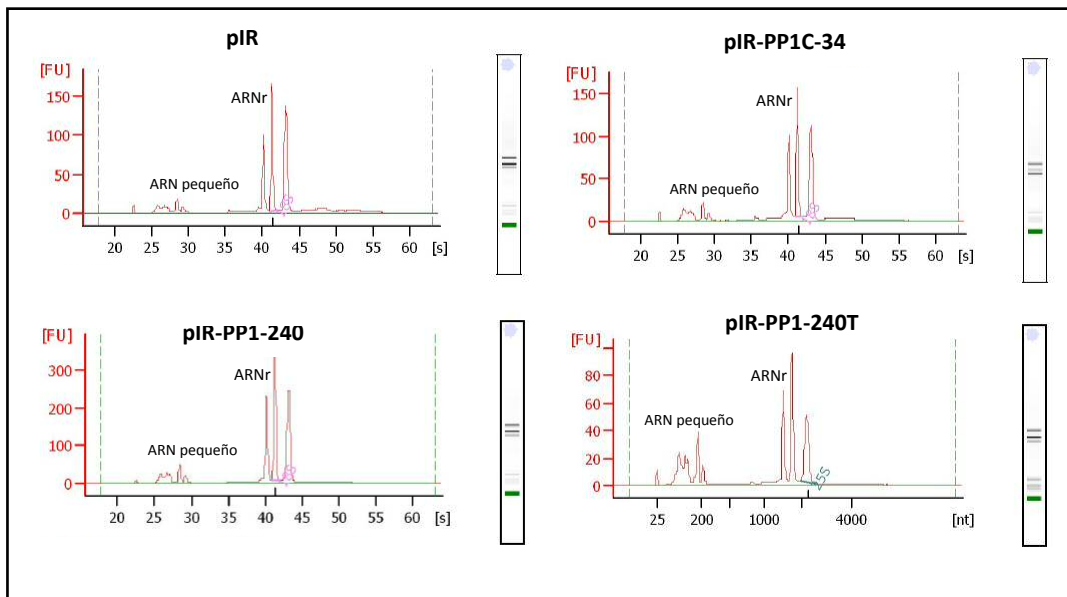 pIR
[FU]
150
100
50
0
ARNr
ARN pequeño
20 25 30 35 40 45 50 55 60 [s]
pIR-PP1C-34
[FU]
150
100
50
0
ARNr
ARN pequeño
20 25 30 35 40 45 50 55 60 [s]
pIR-PP1-240
[FU]
300
200
100
0
ARNr
ARN pequeño
20 25 30 35 40 45 50 55 60 [s]
pIR-PP1-240T
[FU]
80
60
40
20
0
ARNr
ARN pequeño
25S
25 200 1000 4000 [nt]